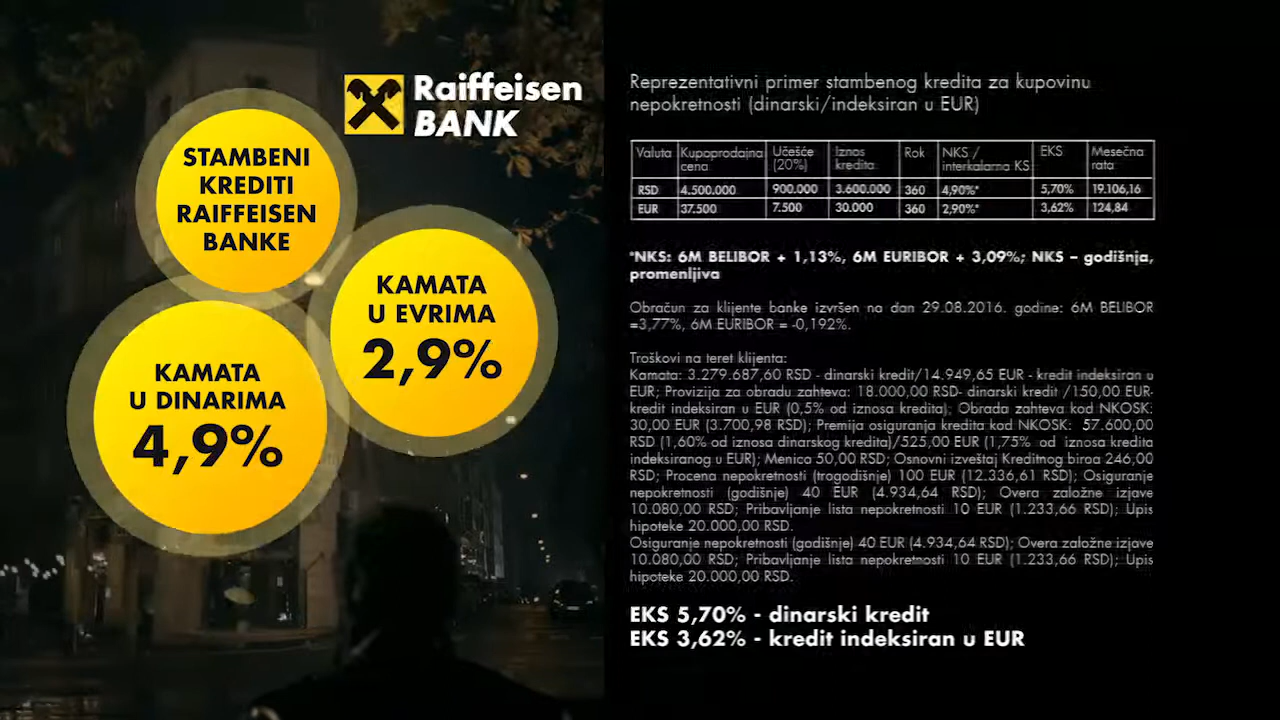 STAMBENI
KREDITI
RAIFFEISEN
BANKE
KAMATA
U EVRIMA
2,9%
KAMATA
U DINARIMA
4,9%
Raiffeisen
BANK
Reprezentativni primer stambenog kredita za kupovinu
nepokretnosti (dinarski/indeksiran u EUR)
Valuta Kupoprodajna cena Učešće (20%) Iznos kredita Rok NKS / interkalarna KS EKS Mesečna rata
RSD 4.500.000 900.000 3.600.000 360 4,90%* 5,70% 19.106,16
EUR 37.500 7.500 30.000 360 2,90%* 3,62% 124,84
*NKS: 6M BELIBOR + 1,13%, 6M EURIBOR + 3,09%; NKS – godišnja,
promenljiva
Obračun za klijente banke izvršen na dan 29.08.2016. godine: 6M BELIBOR
=3,77%, 6M EURIBOR = -0,192%.
Troškovi na teret klijenta:
Kamata: 3.279.687,60 RSD - dinarski kredit/14.949,65 EUR - kredit indeksiran u
EUR; Provizija za obradu zahteva: 18.000,00 RSD- dinarski kredit /150,00 EUR-
kredit indeksiran u EUR (0,5% od iznosa kredita); Obrada zahteva kod NKOSK:
30,00 EUR (3.700,98 RSD); Premija osiguranja kredita kod NKOSK: 57.600,00
RSD (1,60% od iznosa dinarskog kredita)/525,00 EUR (1,75% od iznosa kredita
indeksiranog u EUR); Menica 50,00 RSD; Osnovni izveštaj Kreditnog biroa 246,00
RSD; Procena nepokretnosti (trogodišnje) 100 EUR (12.336,61 RSD); Osiguranje
nepokretnosti (godišnje) 40 EUR (4.934,64 RSD); Overa založne izjave
10.080,00 RSD; Pribavljanje lista nepokretnosti 10 EUR (1.233,66 RSD); Upis
hipoteke 20.000,00 RSD.
Osiguranje nepokretnosti (godišnje) 40 EUR (4.934,64 RSD); Overa založne izjave
10.080,00 RSD; Pribavljanje lista nepokretnosti 10 EUR (1.233,66 RSD); Upis
hipoteke 20.000,00 RSD.
EKS 5,70% - dinarski kredit
EKS 3,62% - kredit indeksiran u EUR